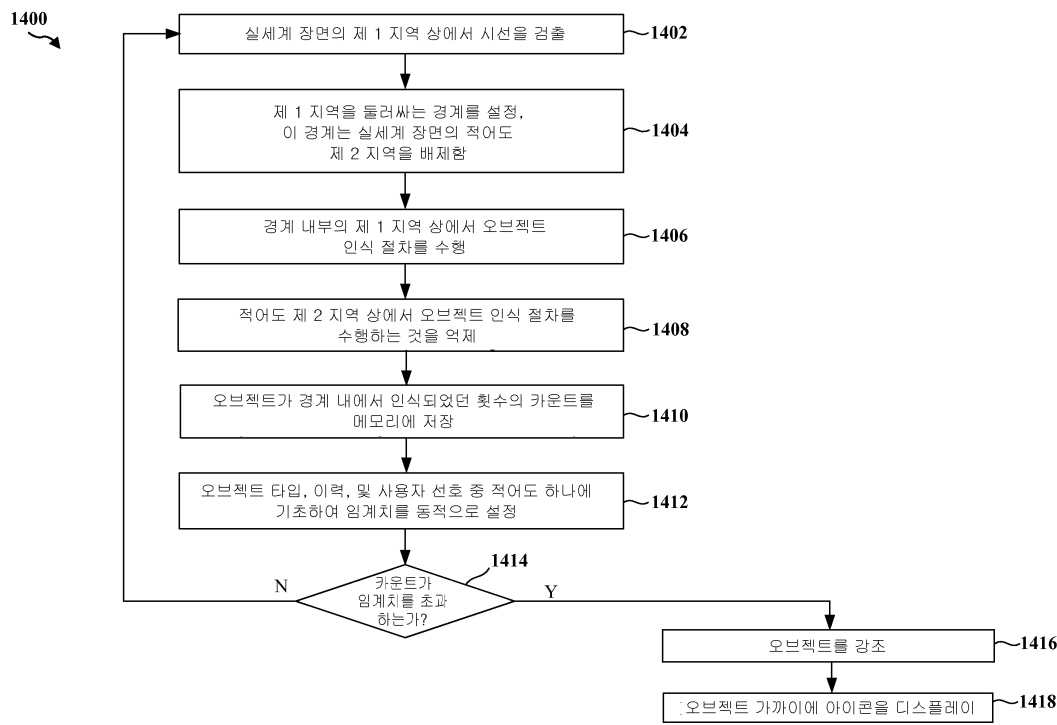 1400
실세계 장면의 제 1 지역 상에서 시선을 검출
1402
제 1 지역을 둘러싸는 경계를 설정,
이 경계는 실세계 장면의 적어도
제 2 지역을 배제함
1404
경계 내부의 제 1 지역 상에서 오브젝트
인식 절차를 수행
1406
적어도 제 2 지역 상에서 오브젝트 인식 절차를
수행하는 것을 억제
1408
오브젝트가 경계 내에서 인식되었던 횟수의 카운트를
메모리에 저장
1410
오브젝트 타입, 이력, 및 사용자 선호 중 적어도 하나에
기초하여 임계치를 동적으로 설정
1412
카운트가
임계치를 초과
하는가?
1414
N
Y
오브젝트를 강조
1416
오브젝트 가까이에 아이콘을 디스플레이
1418